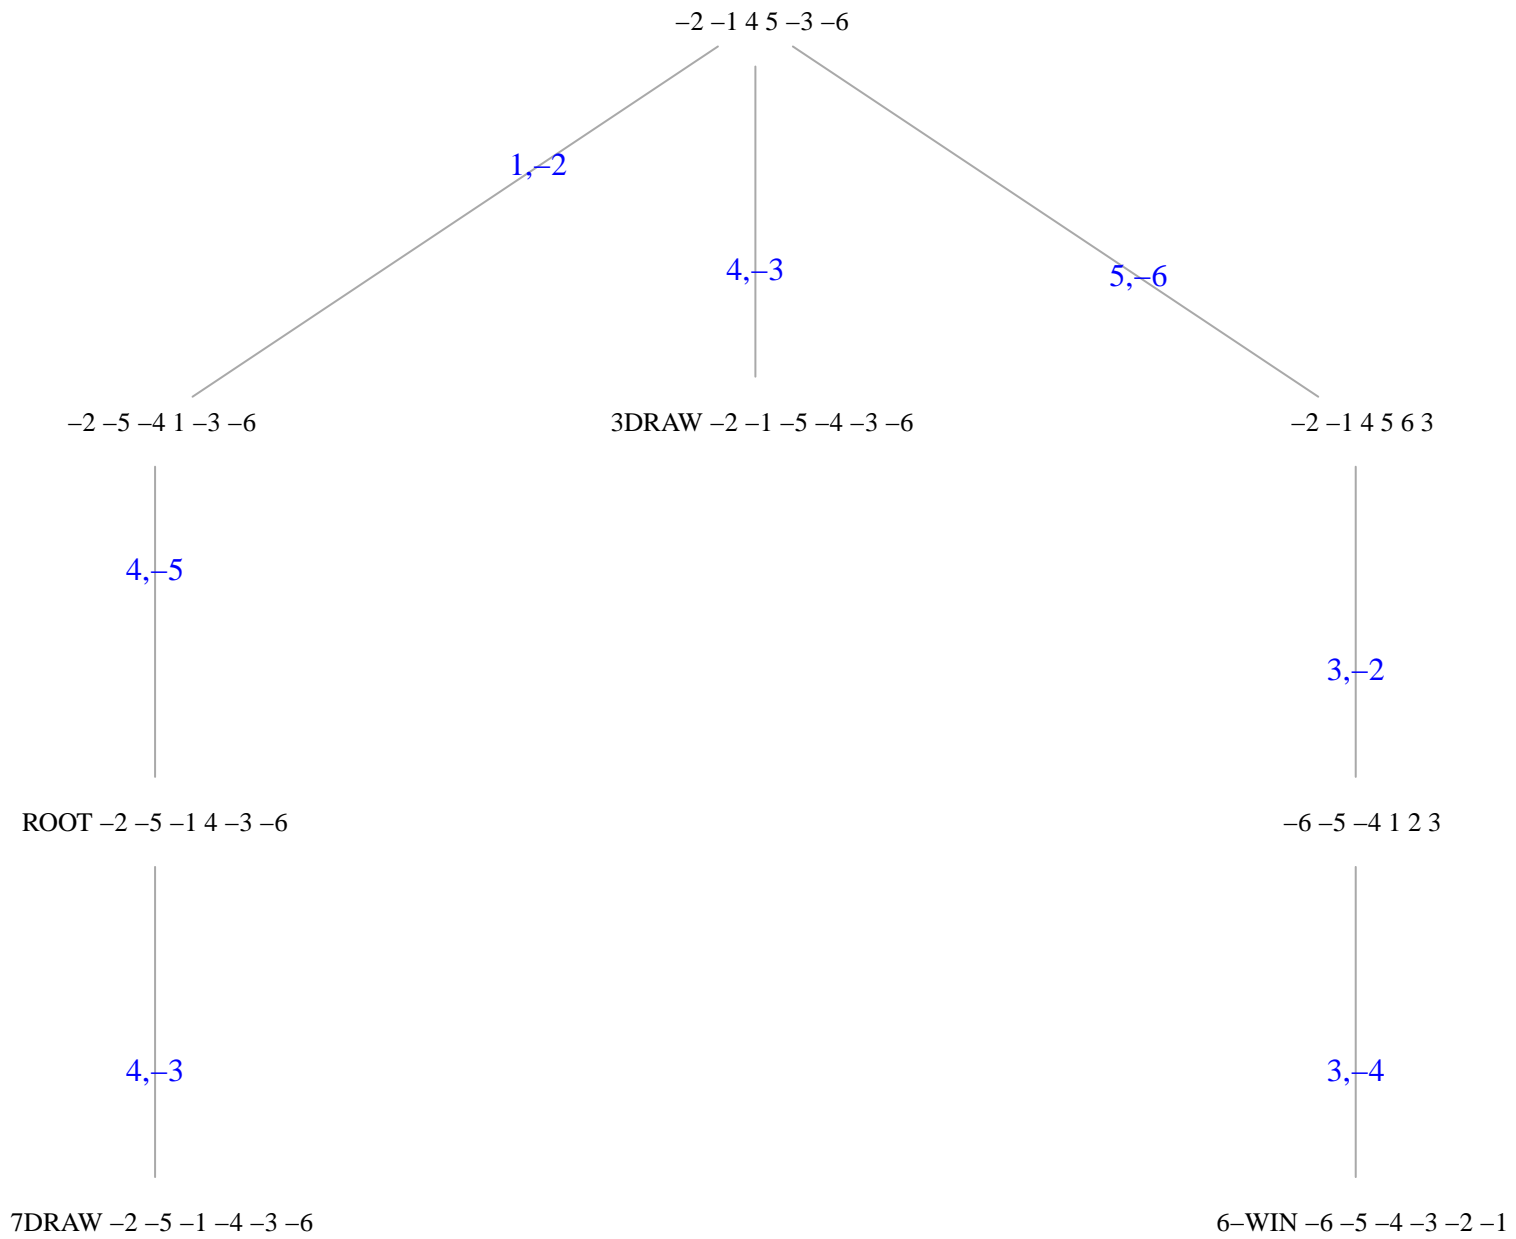 –2 –1 4 5 –3 –6
1,–2
4,–3
5,–6
–2 –5 –4 1 –3 –6
3DRAW –2 –1 –5 –4 –3 –6
–2 –1 4 5 6 3
4,–5
3,–2
ROOT –2 –5 –1 4 –3 –6
–6 –5 –4 1 2 3
4,–3
3,–4
7DRAW –2 –5 –1 –4 –3 –6
6–WIN –6 –5 –4 –3 –2 –1